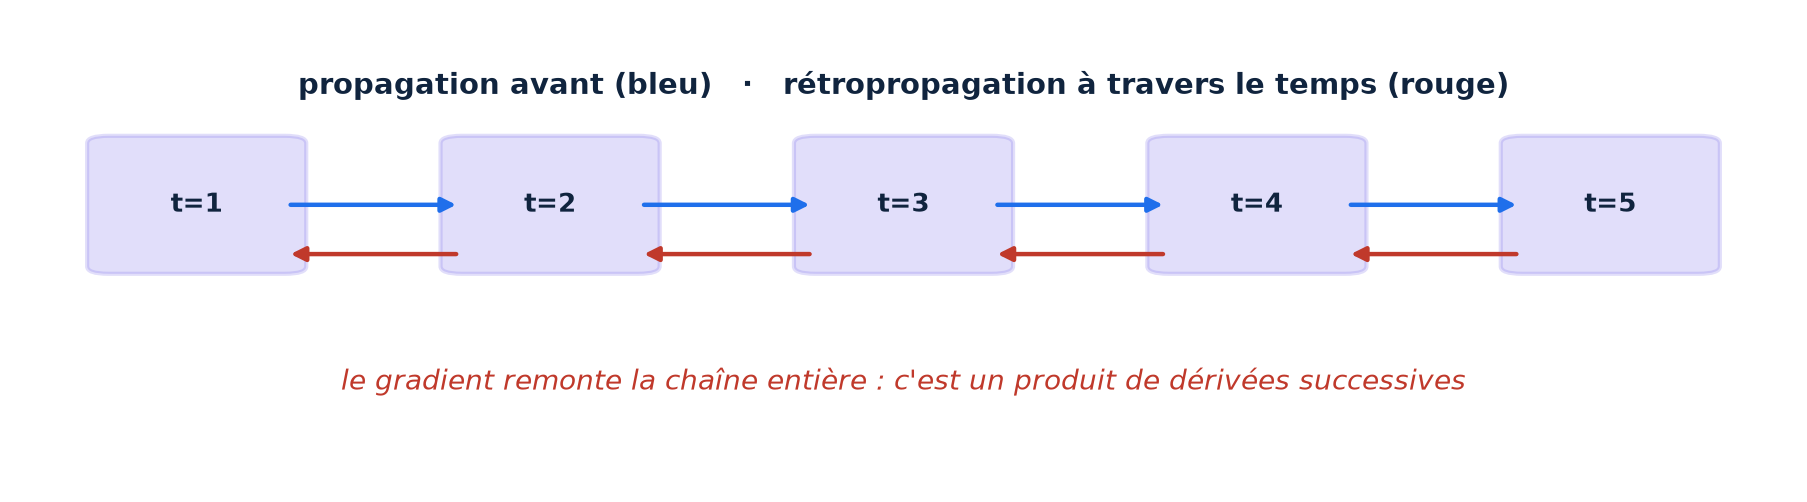 propagation avant (bleu) · rétropropagation à travers le temps (rouge)
t=1 t=2 t=3 t=4 t=5
le gradient remonte la chaîne entière : c'est un produit de dérivées successives